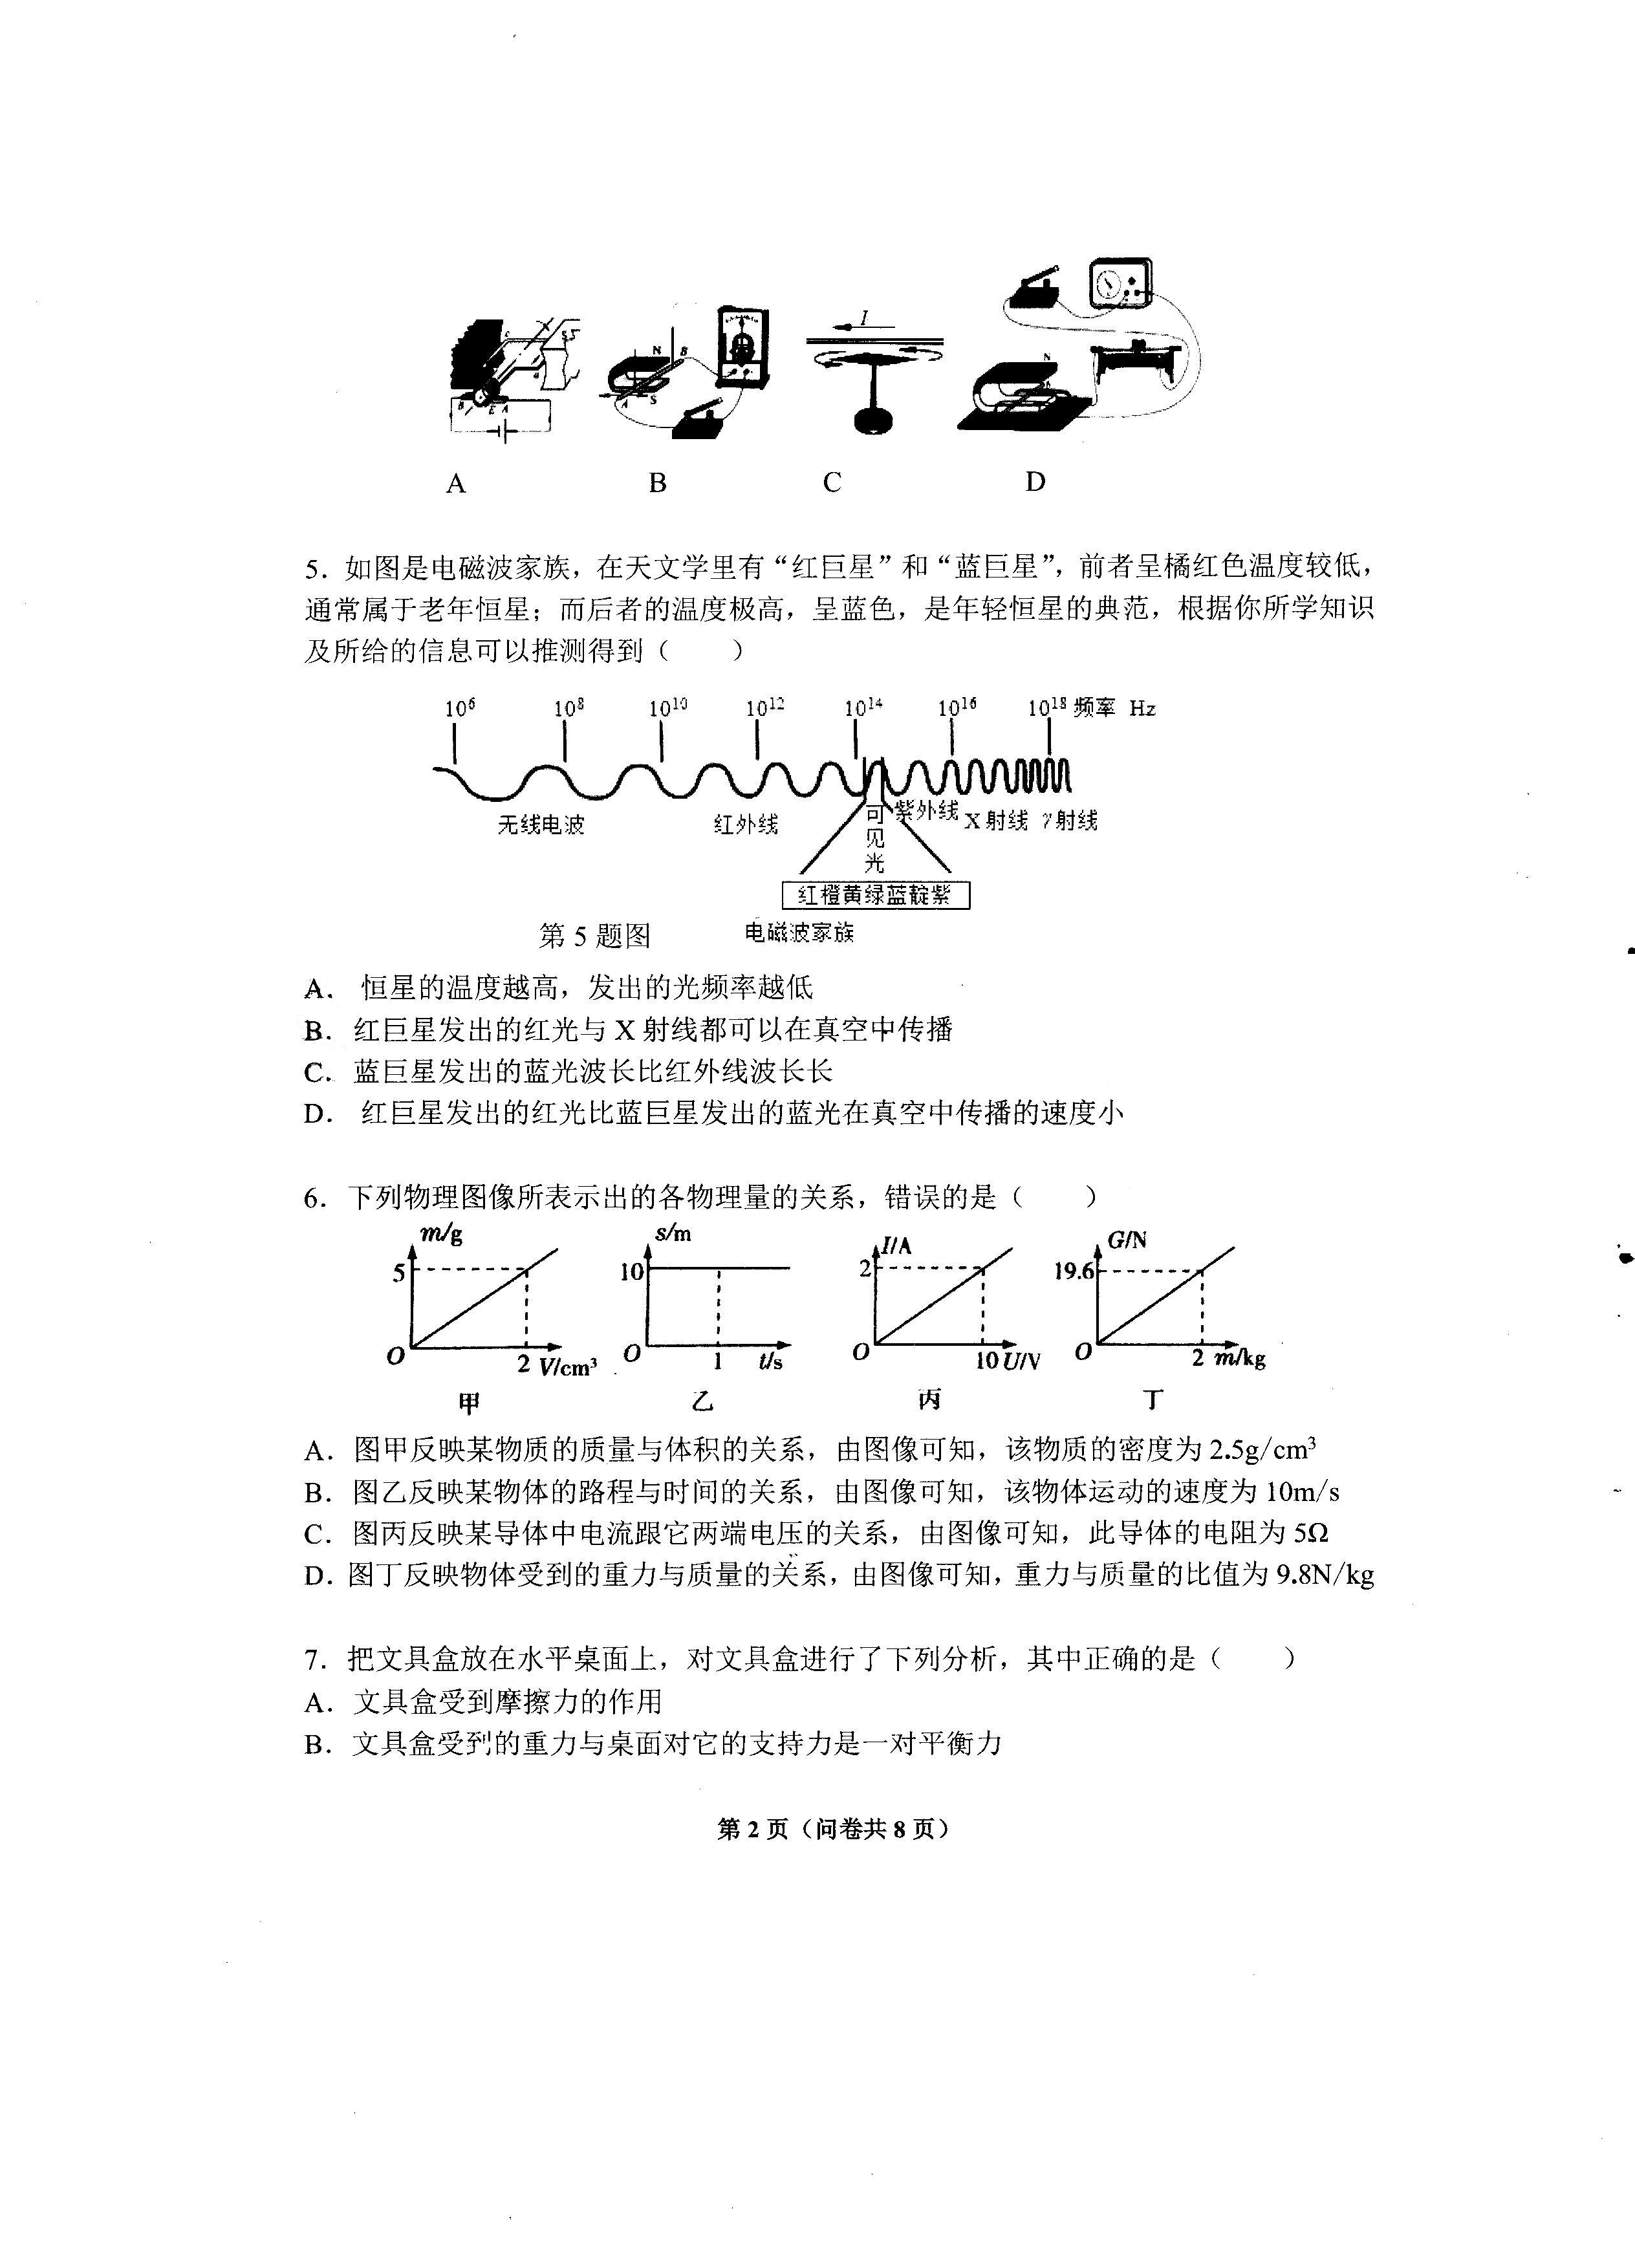 A B C D
5．如图是电磁波家族，在天文学里有“红巨星”和“蓝巨星”，前者呈橘红色温度较低，
通常属于老年恒星；而后者的温度极高，呈蓝色，是年轻恒星的典范，根据你所学知识
及所给的信息可以推测得到（　　）
10⁶ 10⁸ 10¹⁰ 10¹² 10¹⁴ 10¹⁶ 10¹⁸ 频率 Hz
无线电波 红外线 可见光 紫外线 X射线 γ射线
红橙黄绿蓝靛紫
第 5 题图 电磁波家族
A． 恒星的温度越高，发出的光频率越低
B．红巨星发出的红光与 X 射线都可以在真空中传播
C．蓝巨星发出的蓝光波长比红外线波长长
D． 红巨星发出的红光比蓝巨星发出的蓝光在真空中传播的速度小
6．下列物理图像所表示出的各物理量的关系，错误的是（　　）
m/g s/m I/A G/N
5 10 2 19.6
O 2 V/cm³ O 1 t/s O 10 U/V O 2 m/kg
甲 乙 丙 丁
A．图甲反映某物质的质量与体积的关系，由图像可知，该物质的密度为 2.5g/cm³
B．图乙反映某物体的路程与时间的关系，由图像可知，该物体运动的速度为 10m/s
C．图丙反映某导体中电流跟它两端电压的关系，由图像可知，此导体的电阻为 5Ω
D．图丁反映物体受到的重力与质量的关系，由图像可知，重力与质量的比值为 9.8N/kg
7．把文具盒放在水平桌面上，对文具盒进行了下列分析，其中正确的是（　　）
A．文具盒受到摩擦力的作用
B．文具盒受到的重力与桌面对它的支持力是一对平衡力
第 2 页（问卷共 8 页）